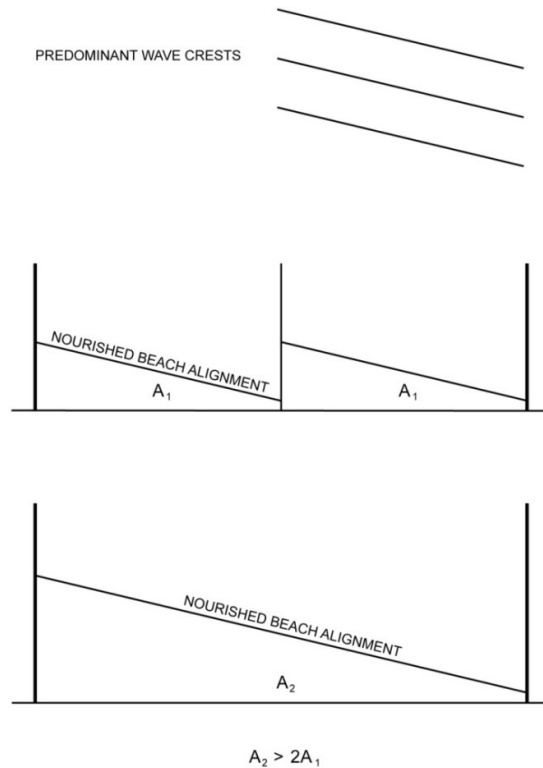 PREDOMINANT WAVE CRESTS
NOURISHED BEACH ALIGNMENT
A₁
A₁
NOURISHED BEACH ALIGNMENT
A₂
A₂ > 2A₁